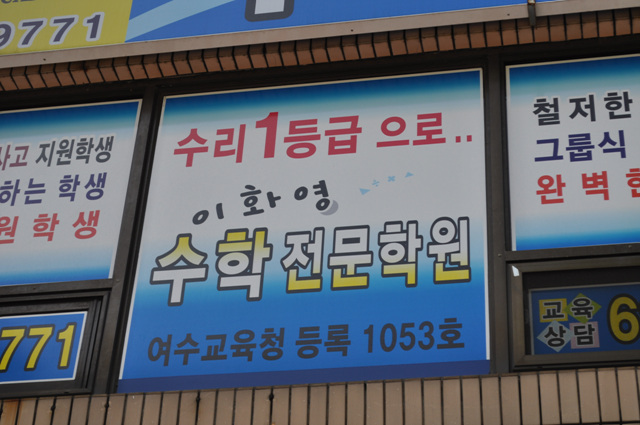 9771
사고 지원학생
하는 학생
원 학생
771
수리 1등급 으로..
이화영
수학 전문학원
여수교육청 등록 1053호
철저한
그룹식
완벽한
교육
상담
6